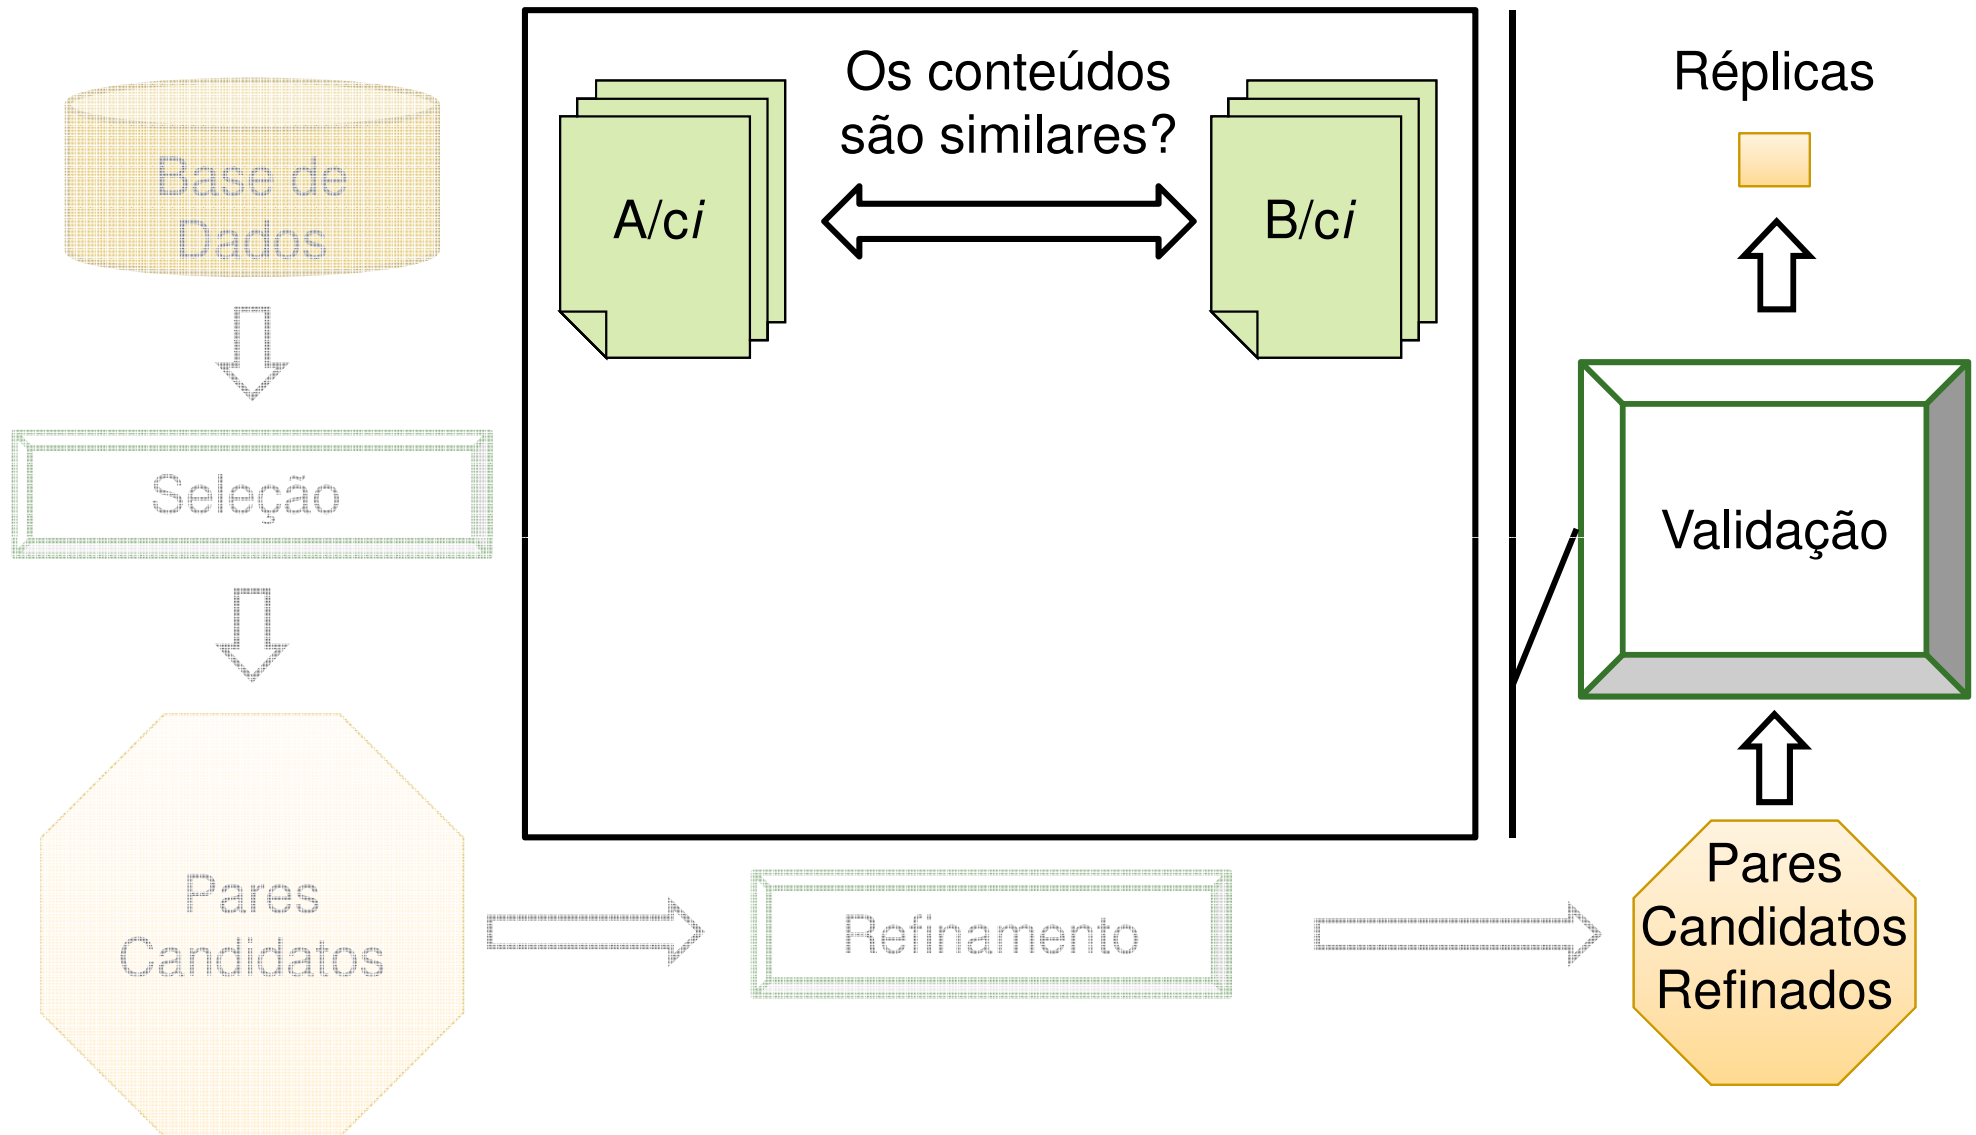 Base de
Dados
Seleção
Pares
Candidatos
Os conteúdos
são similares?
A/ci
B/ci
Refinamento
Réplicas
Validação
Pares
Candidatos
Refinados